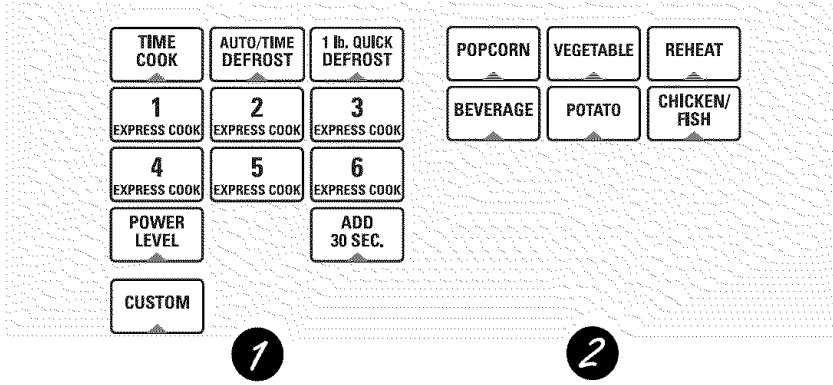 TIME
COOK
AUTO/TIME
DEFROST
1 lb. QUICK
DEFROST
1
EXPRESS COOK
2
EXPRESS COOK
3
EXPRESS COOK
4
EXPRESS COOK
5
EXPRESS COOK
6
EXPRESS COOK
POWER
LEVEL
ADD
30 SEC.
CUSTOM
1
POPCORN
VEGETABLE
REHEAT
BEVERAGE
POTATO
CHICKEN/
FISH
2